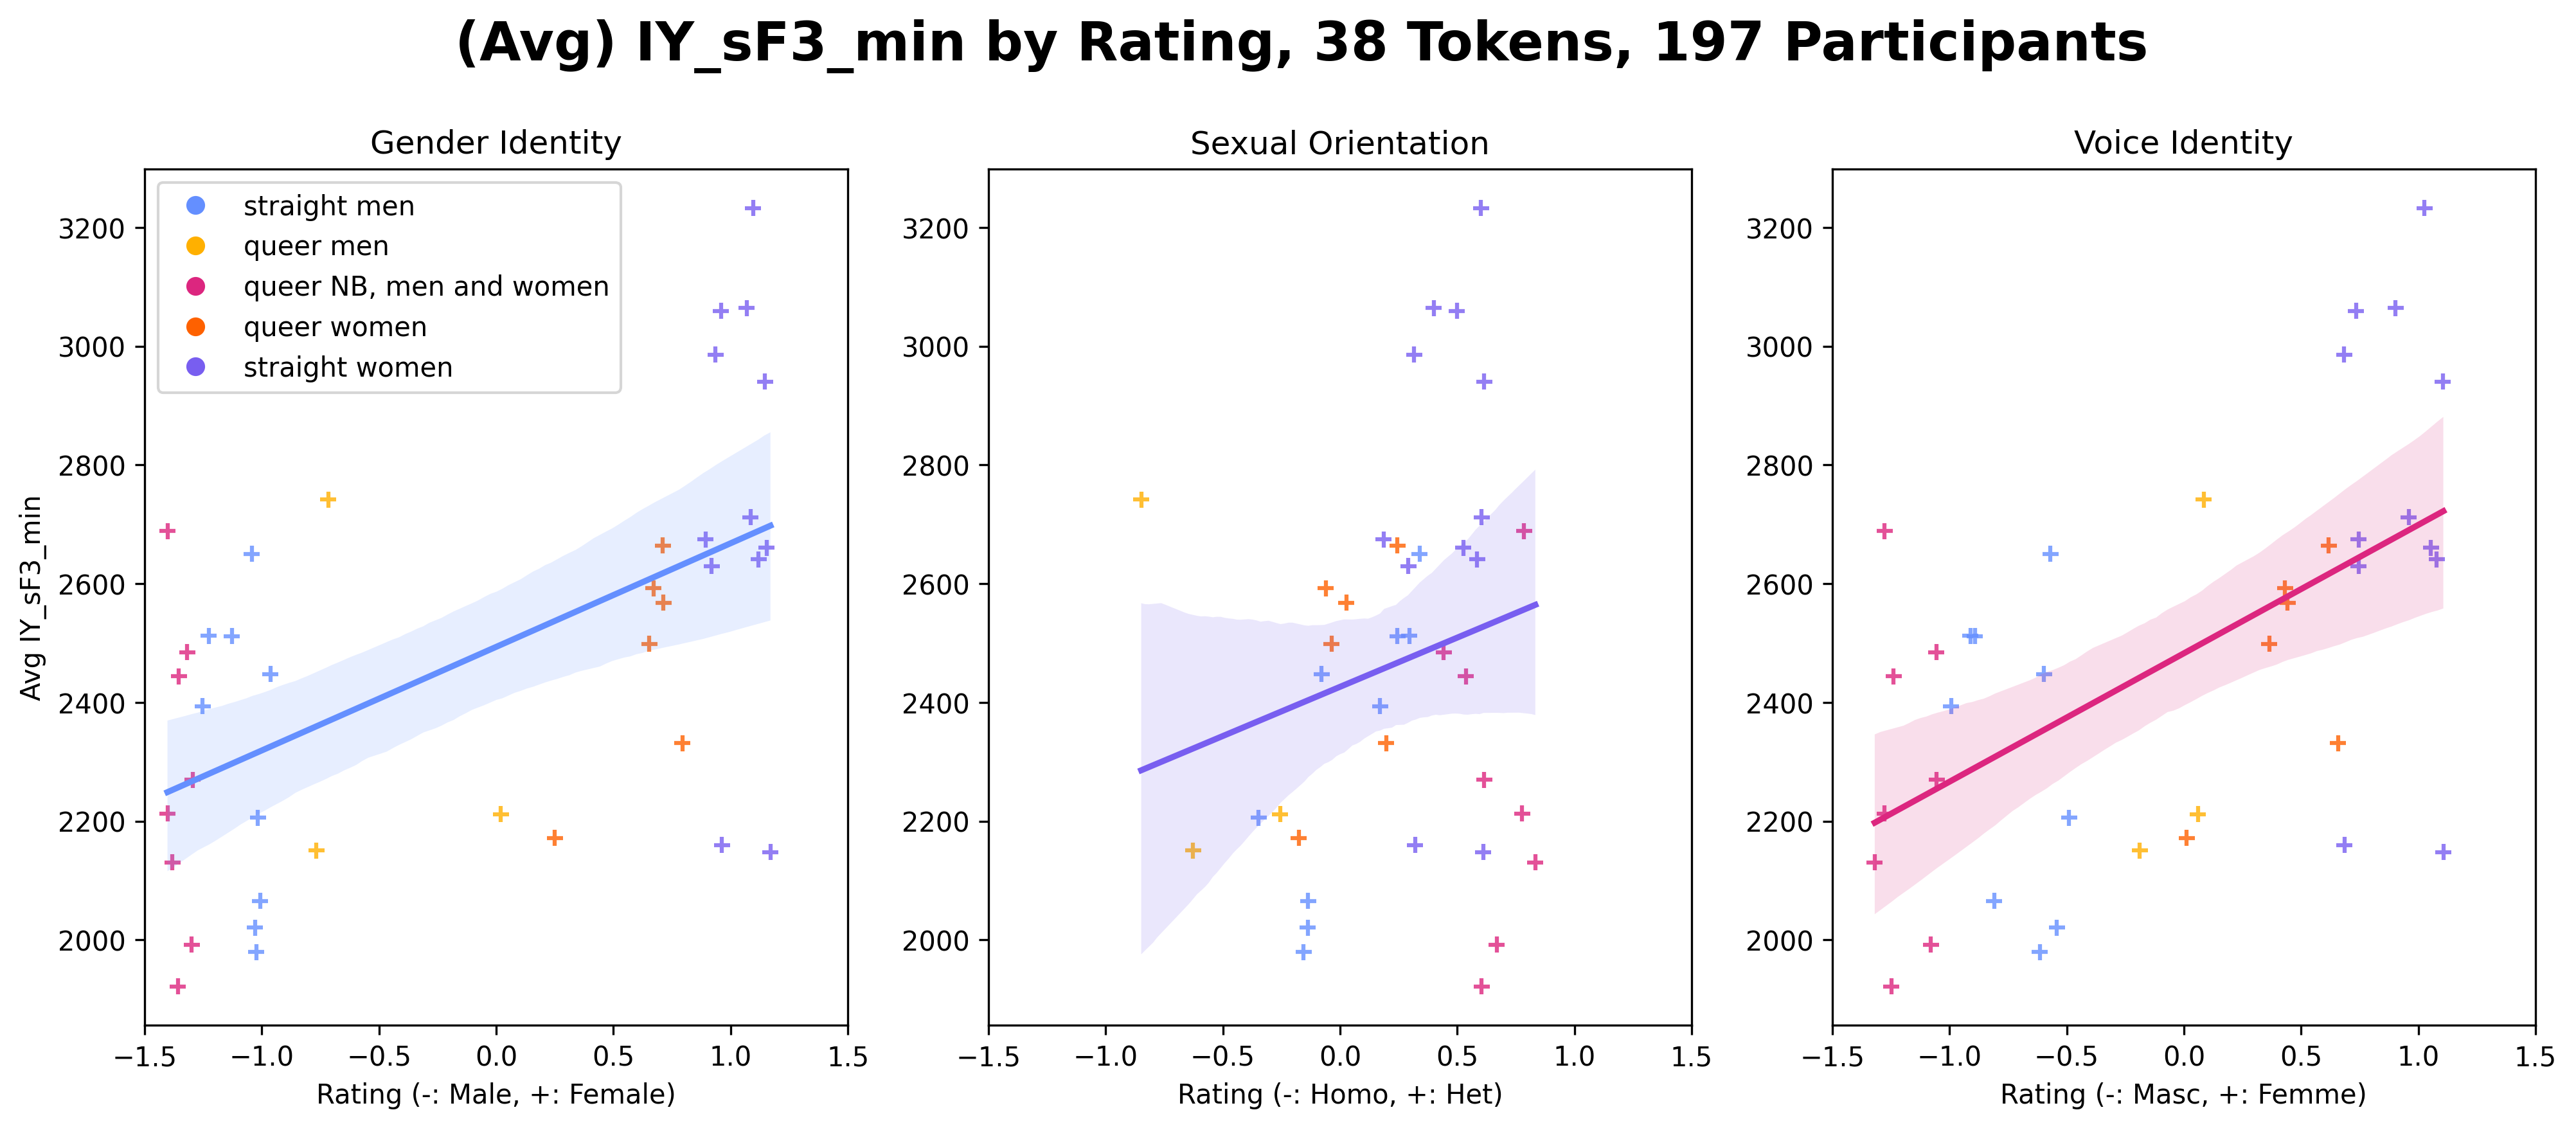 (Avg) IY_sF3_min by Rating, 38 Tokens, 197 Participants
Gender Identity
straight men
queer men
queer NB, men and women
queer women
straight women
3200
3000
2800
2600
2400
2200
2000
Avg IY_sF3_min
−1.5 −1.0 −0.5 0.0 0.5 1.0 1.5
Rating (-: Male, +: Female)
Sexual Orientation
3200
3000
2800
2600
2400
2200
2000
−1.5 −1.0 −0.5 0.0 0.5 1.0 1.5
Rating (-: Homo, +: Het)
Voice Identity
3200
3000
2800
2600
2400
2200
2000
−1.5 −1.0 −0.5 0.0 0.5 1.0 1.5
Rating (-: Masc, +: Femme)